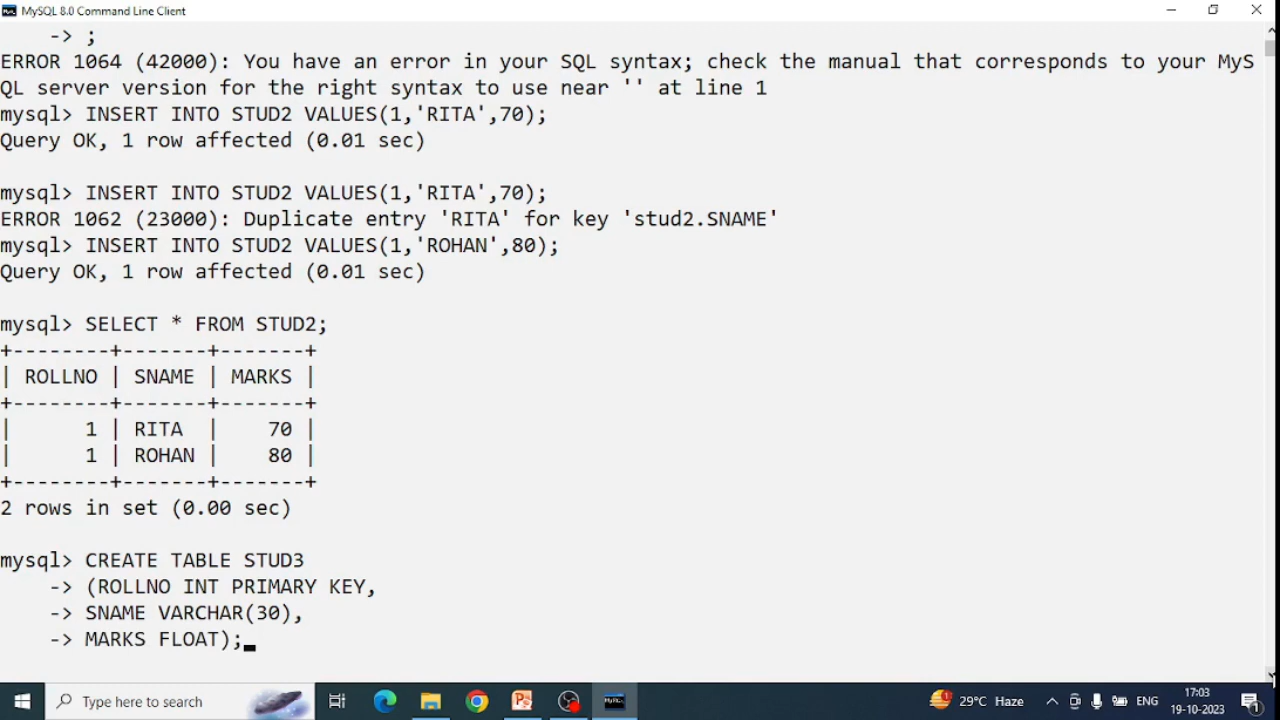 MySQL 8.0 Command Line Client
    -> ;
ERROR 1064 (42000): You have an error in your SQL syntax; check the manual that corresponds to your MyS
QL server version for the right syntax to use near '' at line 1
mysql> INSERT INTO STUD2 VALUES(1,'RITA',70);
Query OK, 1 row affected (0.01 sec)

mysql> INSERT INTO STUD2 VALUES(1,'RITA',70);
ERROR 1062 (23000): Duplicate entry 'RITA' for key 'stud2.SNAME'
mysql> INSERT INTO STUD2 VALUES(1,'ROHAN',80);
Query OK, 1 row affected (0.01 sec)

mysql> SELECT * FROM STUD2;
+--------+-------+-------+
| ROLLNO | SNAME | MARKS |
+--------+-------+-------+
|      1 | RITA  |    70 |
|      1 | ROHAN |    80 |
+--------+-------+-------+
2 rows in set (0.00 sec)

mysql> CREATE TABLE STUD3
    -> (ROLLNO INT PRIMARY KEY,
    -> SNAME VARCHAR(30),
    -> MARKS FLOAT);
Type here to search
1
29°C Haze
ENG
17:03
19-10-2023
1